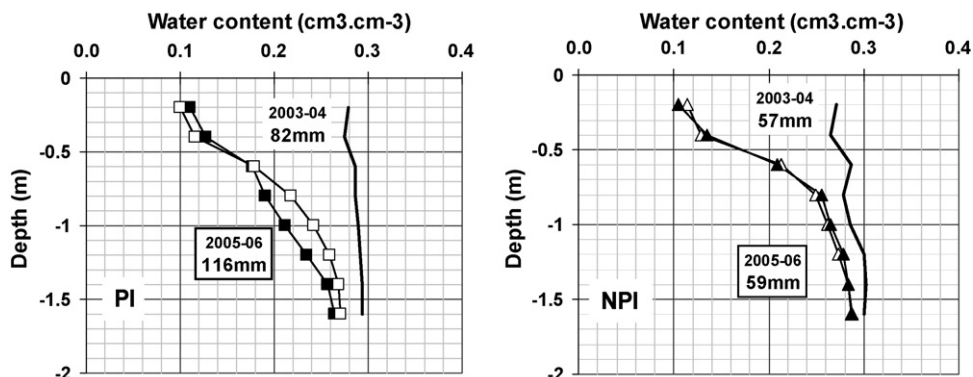 Water content (cm3.cm-3)
0.0 0.1 0.2 0.3 0.4
0
-0.5
-1
-1.5
-2
Depth (m)
2003-04
82mm
2005-06
116mm
PI
Water content (cm3.cm-3)
0.0 0.1 0.2 0.3 0.4
0
-0.5
-1
-1.5
-2
Depth (m)
2003-04
57mm
2005-06
59mm
NPI